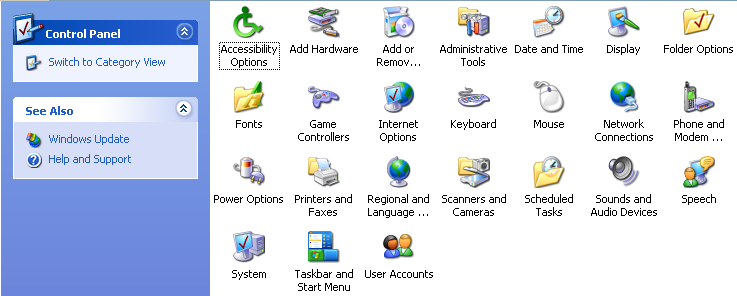 Control Panel
Switch to Category View
See Also
Windows Update
Help and Support
Accessibility
Options
Add Hardware
Add or
Remov...
Administrative
Tools
Date and Time
Display
Folder Options
Fonts
Game
Controllers
Internet
Options
Keyboard
Mouse
Network
Connections
Phone and
Modem ...
Power Options
Printers and
Faxes
Regional and
Language ...
Scanners and
Cameras
Scheduled
Tasks
Sounds and
Audio Devices
Speech
System
Taskbar and
Start Menu
User Accounts